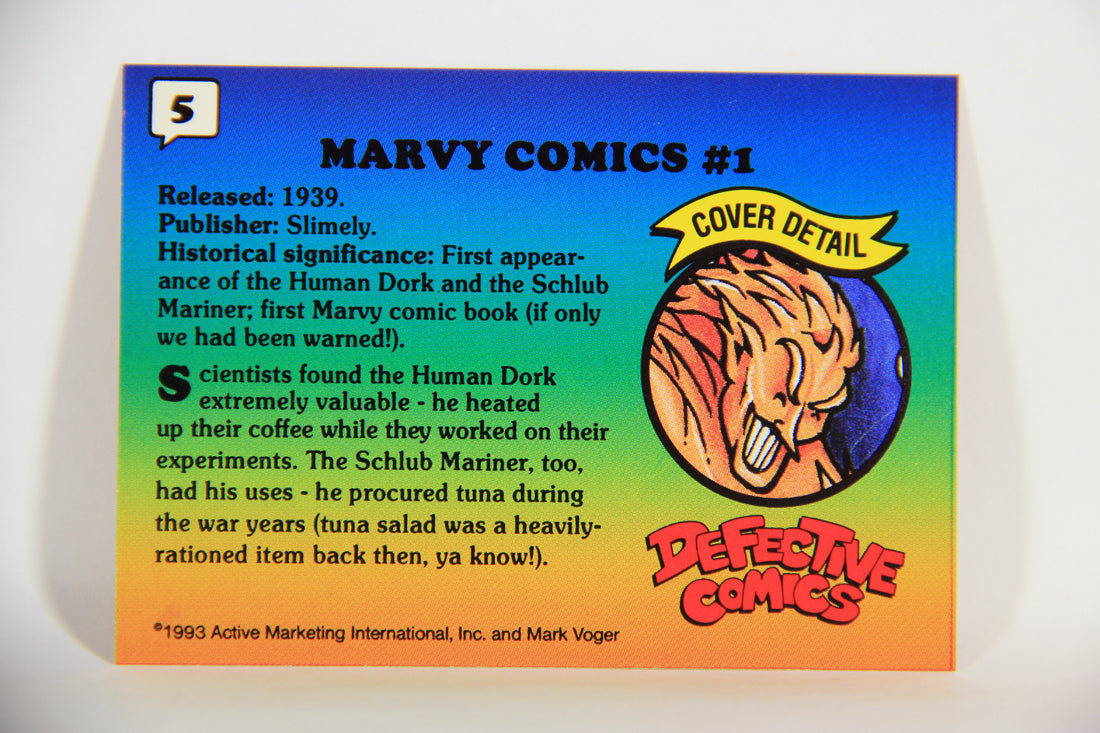 5
MARVY COMICS #1
Released: 1939.
Publisher: Slimely.
Historical significance: First appear-
ance of the Human Dork and the Schlub
Mariner; first Marvy comic book (if only
we had been warned!).
Scientists found the Human Dork
extremely valuable - he heated
up their coffee while they worked on their
experiments. The Schlub Mariner, too,
had his uses - he procured tuna during
the war years (tuna salad was a heavily-
rationed item back then, ya know!).
COVER DETAIL
DEFECTIVE
COMICS
©1993 Active Marketing International, Inc. and Mark Voger